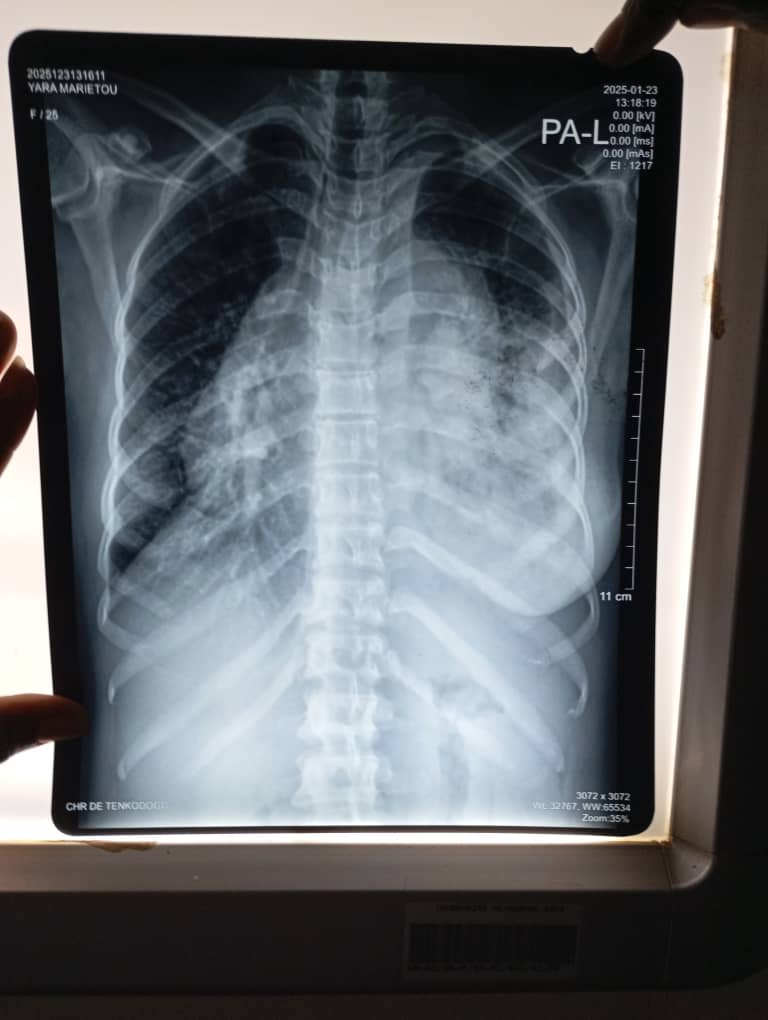 2025123131611
YARA MARIETOU
F / 25
2025-01-23
13:18:19
0.00 [kV]
PA-L
0.00 [mA]
0.00 [ms]
0.00 [mAs]
EI : 1217
11 cm
CHR DE TENKODOGO
3072 x 3072
WL: 32767, WW:65534
Zoom:35%